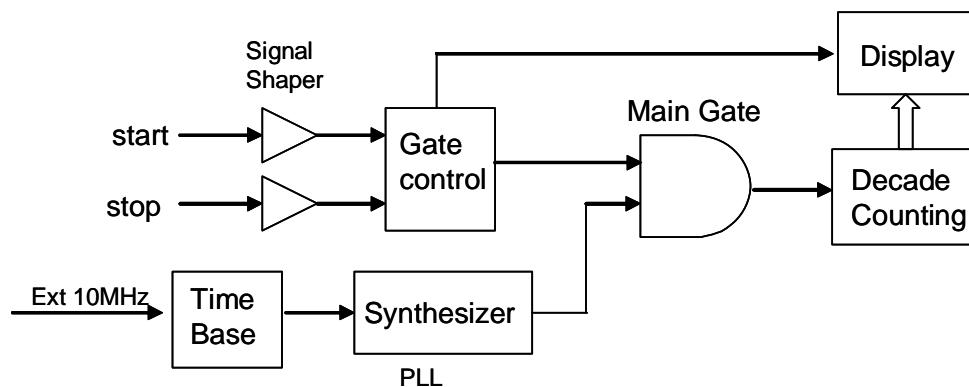 Signal
Shaper
Display
Main Gate
start
Gate
control
stop
Decade
Counting
Ext 10MHz
Time
Base
Synthesizer
PLL